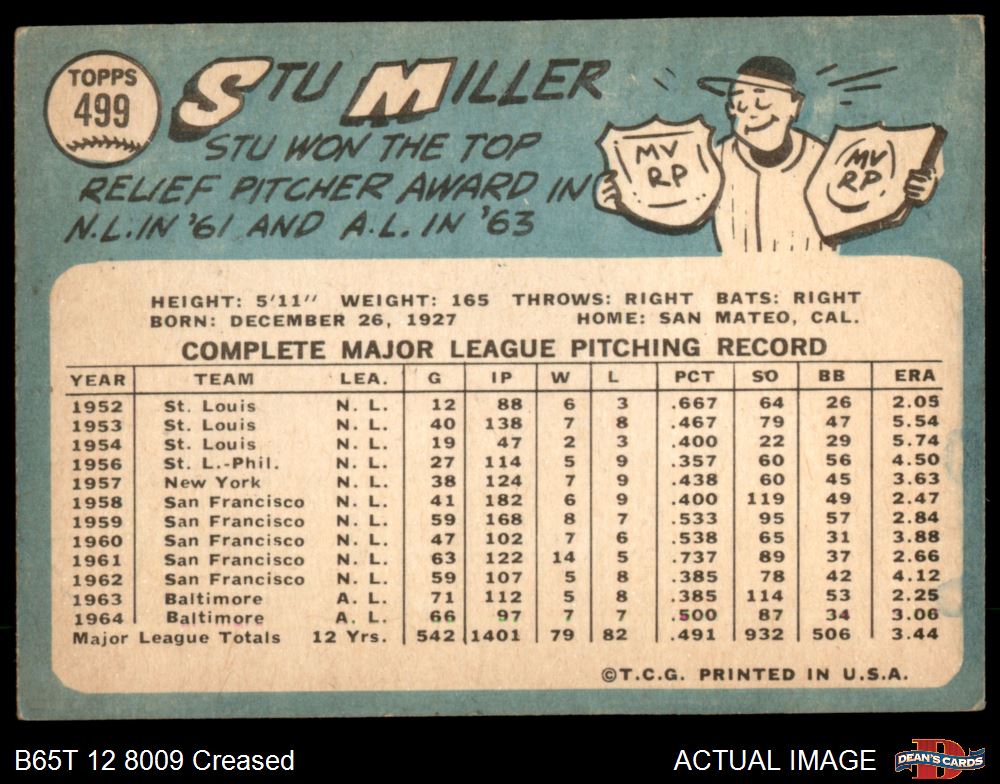 TOPPS
499
STU MILLER
STU WON THE TOP
RELIEF PITCHER AWARD IN
N.L. IN '61 AND A.L. IN '63
MV
RP
MV
RP.
HEIGHT: 5'11" WEIGHT: 165 THROWS: RIGHT BATS: RIGHT
BORN: DECEMBER 26, 1927 HOME: SAN MATEO, CAL.
COMPLETE MAJOR LEAGUE PITCHING RECORD
YEAR TEAM LEA. G IP W L PCT SO BB ERA
1952 St. Louis N. L. 12 88 6 3 .667 64 26 2.05
1953 St. Louis N. L. 40 138 7 8 .467 79 47 5.54
1954 St. Louis N. L. 19 47 2 3 .400 22 29 5.74
1956 St. L.-Phil. N. L. 27 114 5 9 .357 60 56 4.50
1957 New York N. L. 38 124 7 9 .438 60 45 3.63
1958 San Francisco N. L. 41 182 6 9 .400 119 49 2.47
1959 San Francisco N. L. 59 168 8 7 .533 95 57 2.84
1960 San Francisco N. L. 47 102 7 6 .538 65 31 3.88
1961 San Francisco N. L. 63 122 14 5 .737 89 37 2.66
1962 San Francisco N. L. 59 107 5 8 .385 78 42 4.12
1963 Baltimore A. L. 71 112 5 8 .385 114 53 2.25
1964 Baltimore A. L. 66 97 7 7 .500 87 34 3.06
Major League Totals 12 Yrs. 542 1401 79 82 .491 932 506 3.44
©T.C.G. PRINTED IN U.S.A.
B65T 12 8009 Creased
ACTUAL IMAGE
D
DEAN'S CARDS